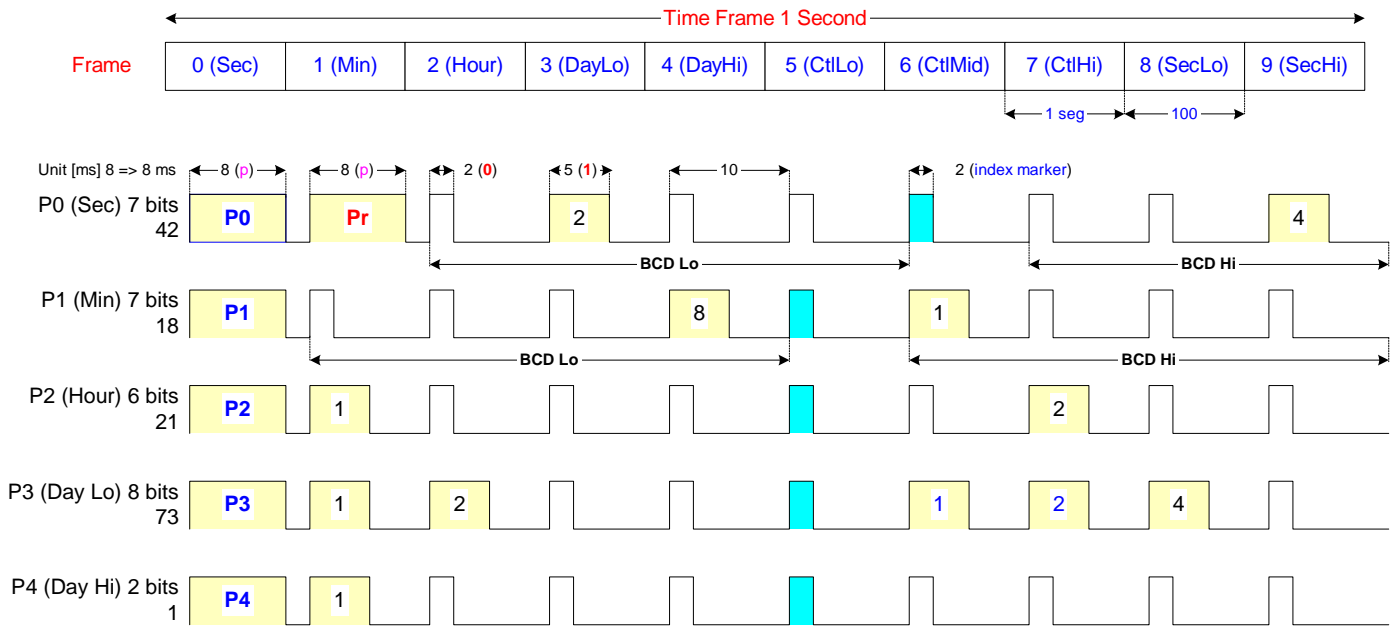 Time Frame 1 Second
Frame 0 (Sec) 1 (Min) 2 (Hour) 3 (DayLo) 4 (DayHi) 5 (CtlLo) 6 (CtlMid) 7 (CtlHi) 8 (SecLo) 9 (SecHi)
1 seg 100
Unit [ms] 8 => 8 ms 8 (p) 8 (p) 2 (0) 5 (1) 10 2 (index marker)
P0 (Sec) 7 bits
42
P0 Pr 2 4
BCD Lo BCD Hi
P1 (Min) 7 bits
18
P1 8 1
BCD Lo BCD Hi
P2 (Hour) 6 bits
21
P2 1 2
P3 (Day Lo) 8 bits
73
P3 1 2 1 2 4
P4 (Day Hi) 2 bits
1
P4 1